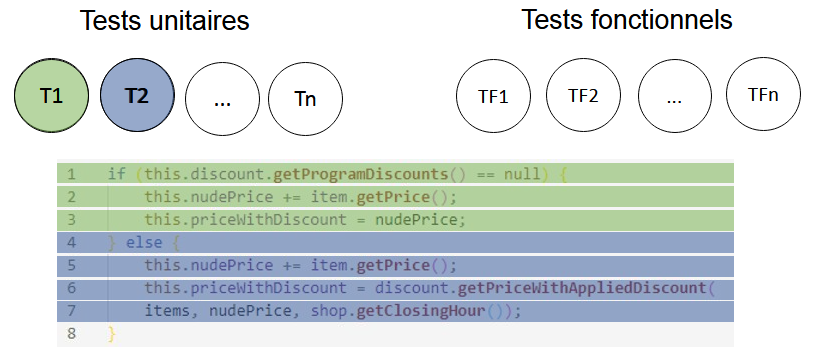 Tests unitaires Tests fonctionnels
T1 T2 ... Tn TF1 TF2 ... TFn
1 if (this.discount.getProgramDiscounts() == null) {
2 this.nudePrice += item.getPrice();
3 this.priceWithDiscount = nudePrice;
4 } else {
5 this.nudePrice += item.getPrice();
6 this.priceWithDiscount = discount.getPriceWithAppliedDiscount(
7 items, nudePrice, shop.getClosingHour());
8 }